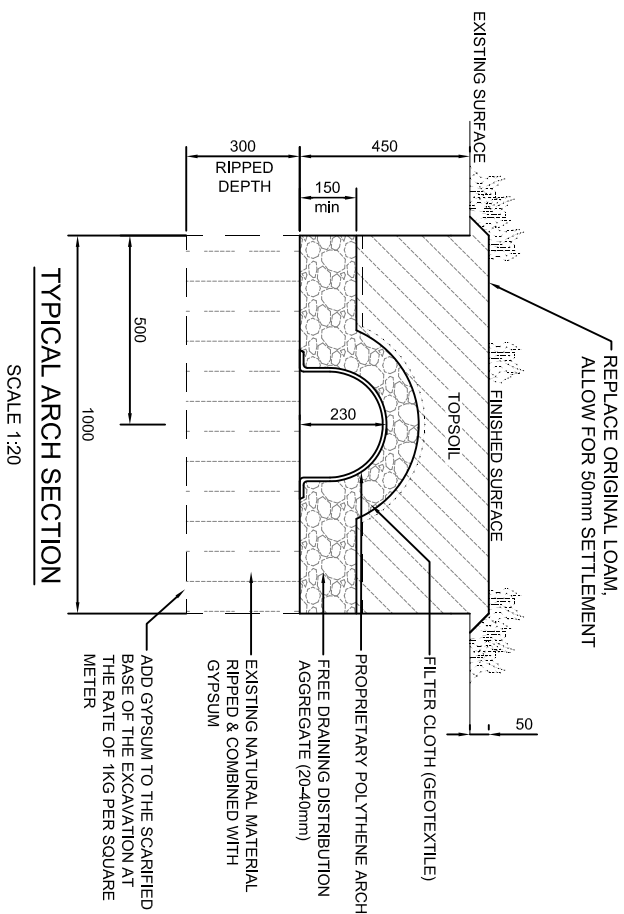 REPLACE ORIGINAL LOAM,
ALLOW FOR 50mm SETTLEMENT
EXISTING SURFACE
FINISHED SURFACE
50
TOPSOIL
450
150
min
230
300
RIPPED
DEPTH
500
1000
FILTER CLOTH (GEOTEXTILE)
PROPRIETARY POLYTHENE ARCH
FREE DRAINING DISTRIBUTION
AGGREGATE (20-40mm)
EXISTING NATURAL MATERIAL
RIPPED & COMBINED WITH
GYPSUM
ADD GYPSUM TO THE SCARIFIED
BASE OF THE EXCAVATION AT
THE RATE OF 1KG PER SQUARE
METER
TYPICAL ARCH SECTION
SCALE 1:20